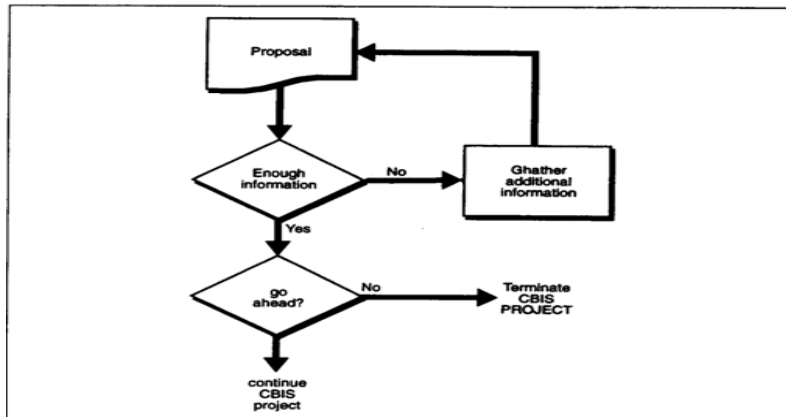 Proposal
Enough
information
No
Ghather
additional
information
Yes
go
ahead?
No
Terminate
CBIS
PROJECT
continue
CBIS
project